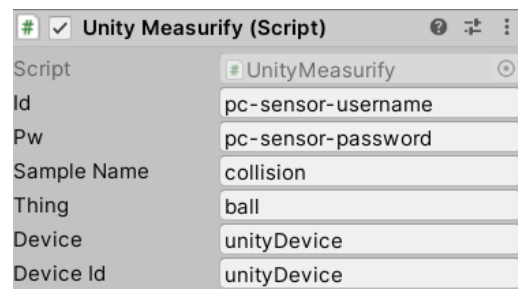 # Unity Measurify (Script)
Script # UnityMeasurify
Id pc-sensor-username
Pw pc-sensor-password
Sample Name collision
Thing ball
Device unityDevice
Device Id unityDevice